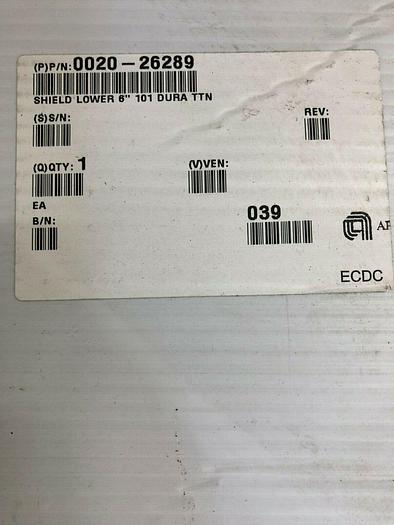 (P)P/N: 0020-26289
SHIELD LOWER 6" 101 DURA TTN
(S)S/N:
REV:
(Q)QTY: 1
(V)VEN:
EA
B/N:
039
ECDC